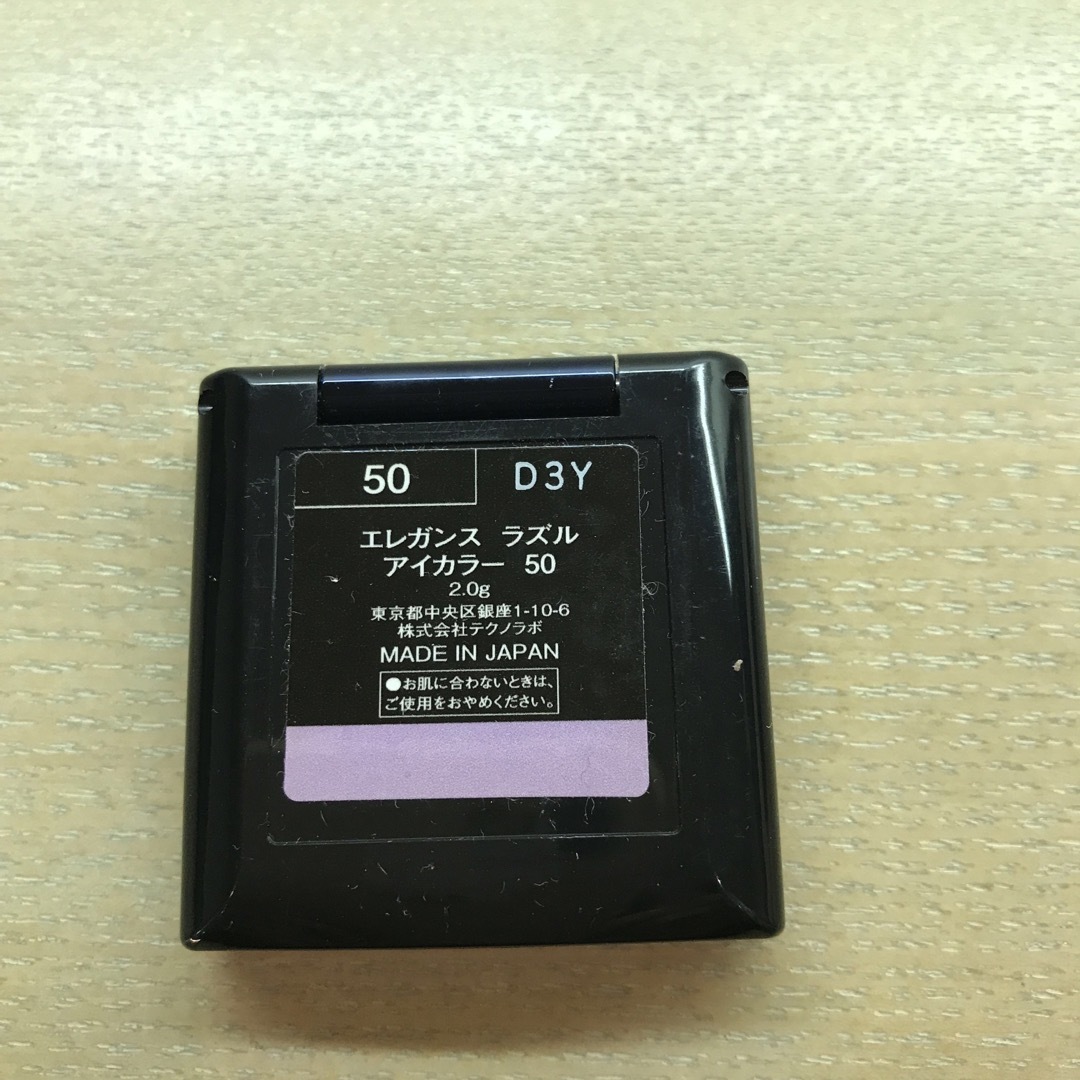 50 D3Y
エレガンス ラズル
アイカラー 50
2.0g
東京都中央区銀座1-10-6
株式会社テクノラボ
MADE IN JAPAN
●お肌に合わないときは、
ご使用をおやめください。